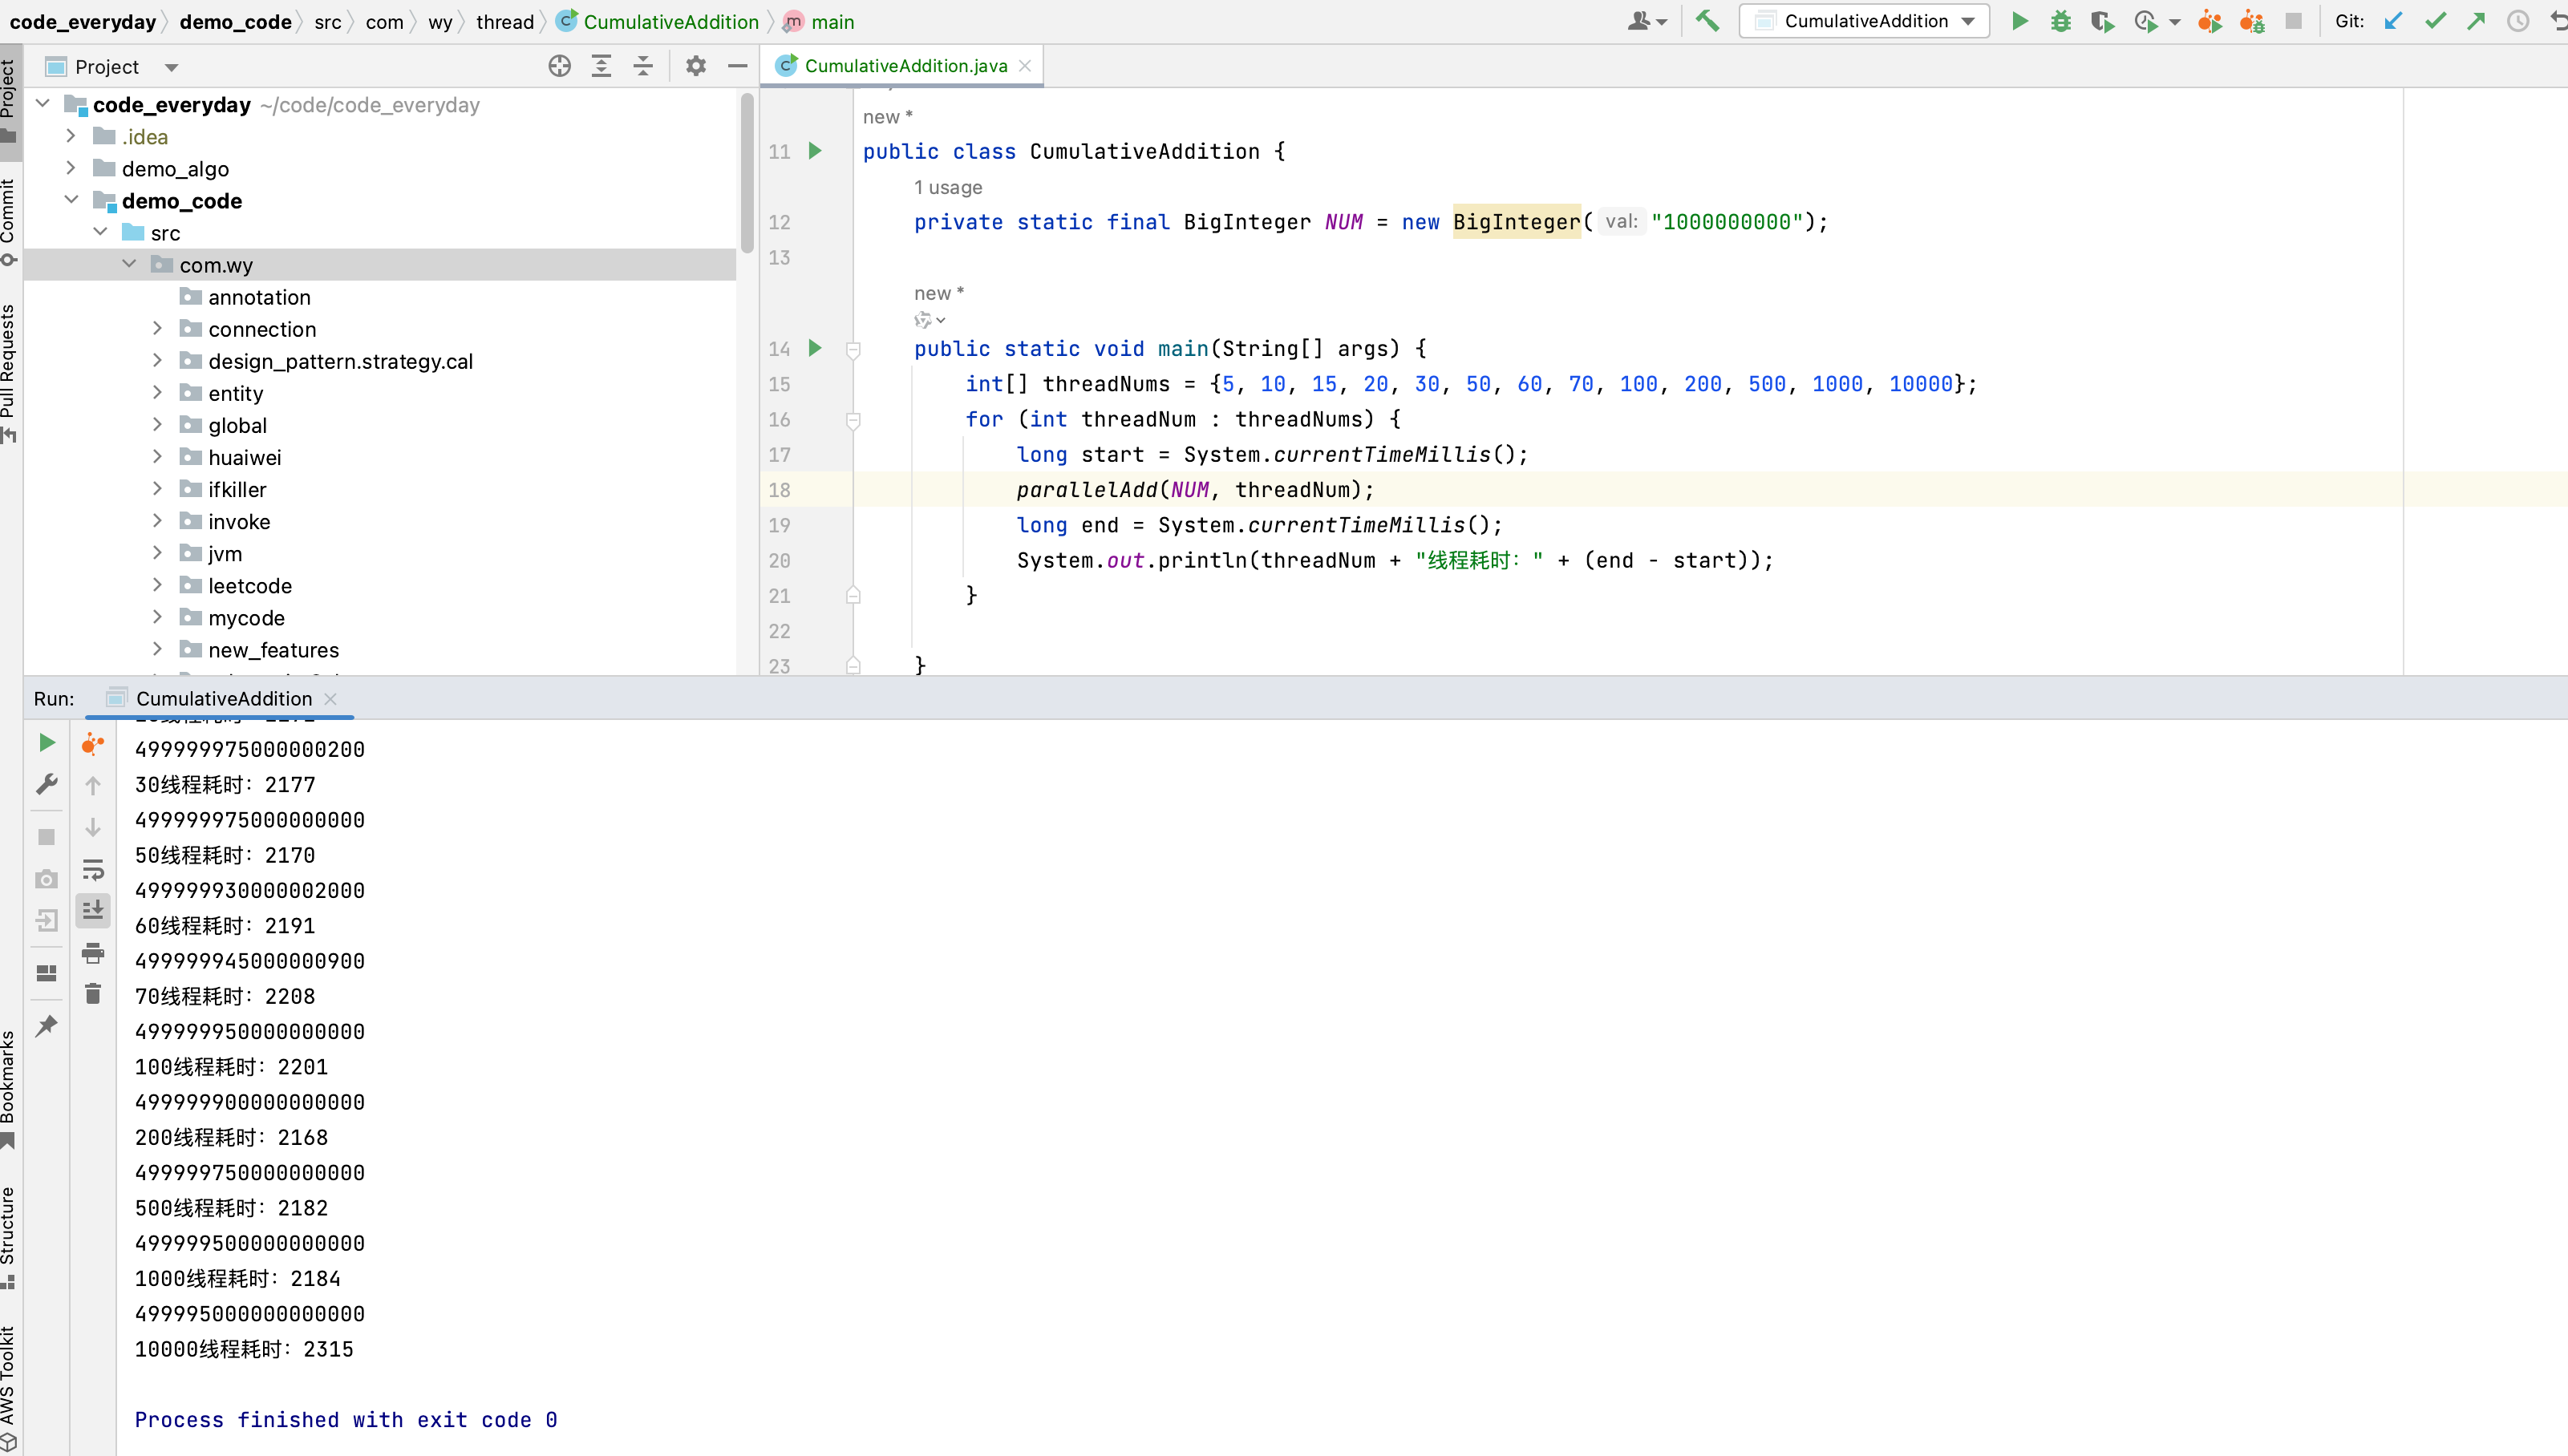 code_everyday demo_code src com wy thread CumulativeAddition main
CumulativeAddition
Git:
Project
CumulativeAddition.java
Project
Commit
Pull Requests
Bookmarks
Structure
AWS Toolkit
code_everyday ~/code/code_everyday
.idea
demo_algo
demo_code
src
com.wy
annotation
connection
design_pattern.strategy.cal
entity
global
huaiwei
ifkiller
invoke
jvm
leetcode
mycode
new_features
new *
11 public class CumulativeAddition {
1 usage
12 private static final BigInteger NUM = new BigInteger( val: "1000000000");
13
new *
14 public static void main(String[] args) {
15 int[] threadNums = {5, 10, 15, 20, 30, 50, 60, 70, 100, 200, 500, 1000, 10000};
16 for (int threadNum : threadNums) {
17 long start = System.currentTimeMillis();
18 parallelAdd(NUM, threadNum);
19 long end = System.currentTimeMillis();
20 System.out.println(threadNum + "线程耗时：" + (end - start));
21 }
22
23 }
Run: CumulativeAddition
499999975000000200
30线程耗时：2177
499999975000000000
50线程耗时：2170
499999930000002000
60线程耗时：2191
499999945000000900
70线程耗时：2208
499999950000000000
100线程耗时：2201
499999900000000000
200线程耗时：2168
499999750000000000
500线程耗时：2182
499999500000000000
1000线程耗时：2184
499995000000000000
10000线程耗时：2315
Process finished with exit code 0